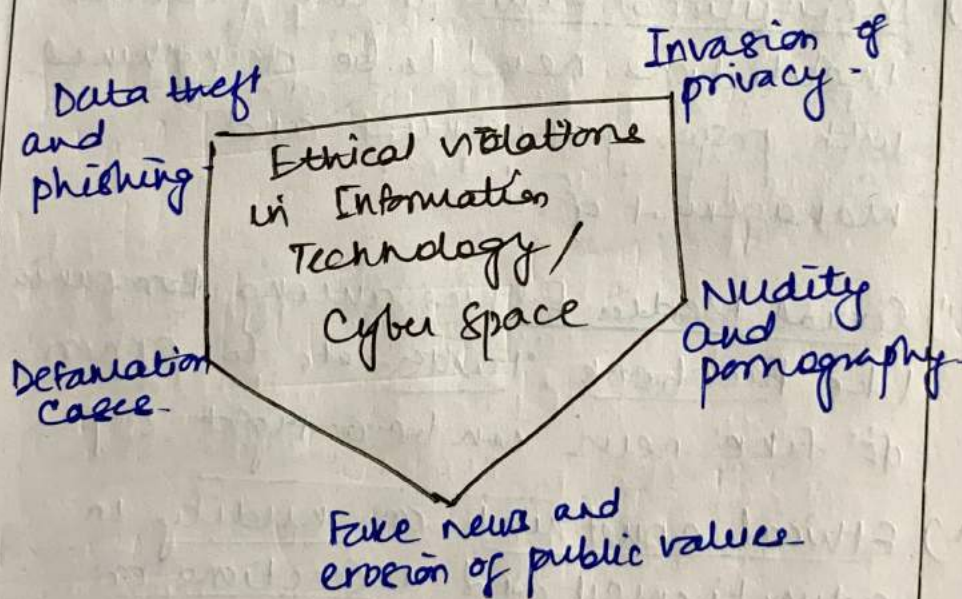 Invasion of
privacy.
Data theft
and
phishing
Ethical violations
in Information
Technology/
Cyber Space
Nudity
and
pornography
Defamation
Cases.
Fake news and
erosion of public values